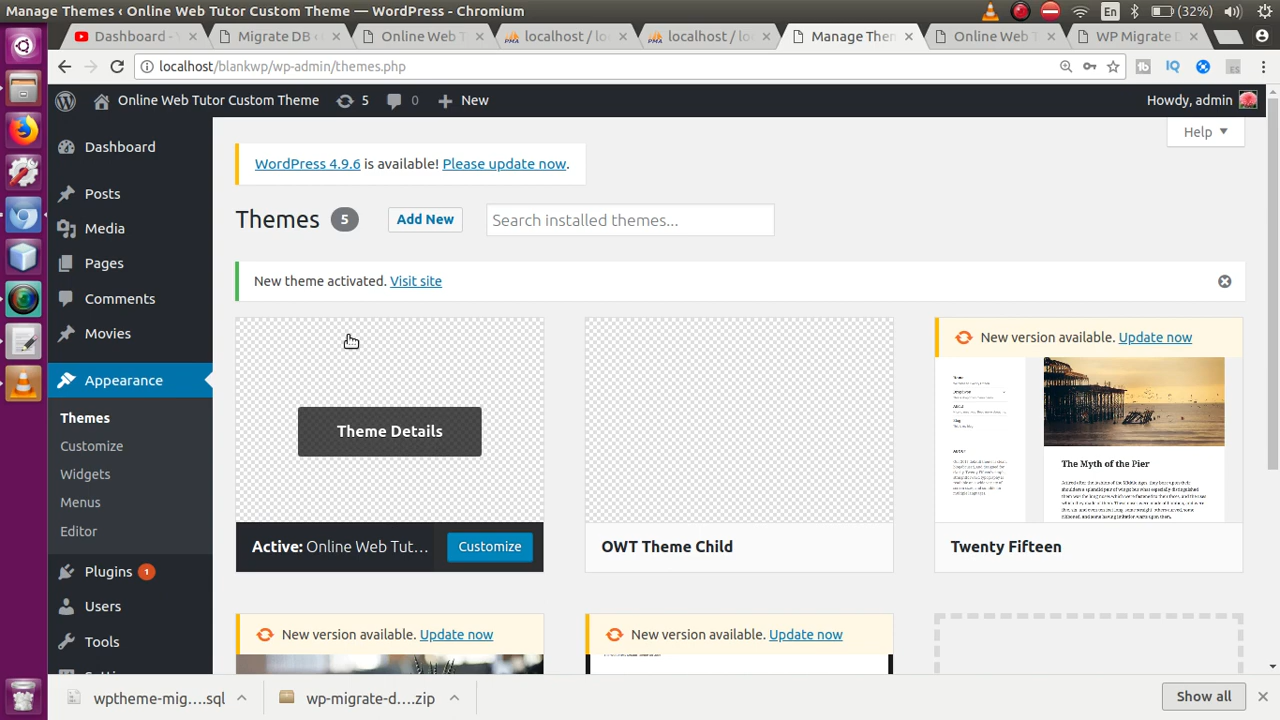 Manage Themes ‹ Online Web Tutor Custom Theme — WordPress - Chromium
En
(32%)
Dashboard - Y
Migrate DB ‹
Online Web T
PMA
localhost / lo
PMA
localhost / lo
Manage Them
Online Web T
WP Migrate D
localhost/blankwp/wp-admin/themes.php
IQ
ES
Online Web Tutor Custom Theme
5
0
New
Howdy, admin
Help
Dashboard
Posts
Media
Pages
Comments
Movies
Appearance
Themes
Customize
Widgets
Menus
Editor
Plugins 1
Users
Tools
WordPress 4.9.6 is available! Please update now.
Themes 5
Add New
Search installed themes...
New theme activated. Visit site
Theme Details
Active: Online Web Tut...
Customize
OWT Theme Child
New version available. Update now
The Myth of the Pier
Twenty Fifteen
New version available. Update now
New version available. Update now
wptheme-mig....sql
wp-migrate-d....zip
Show all